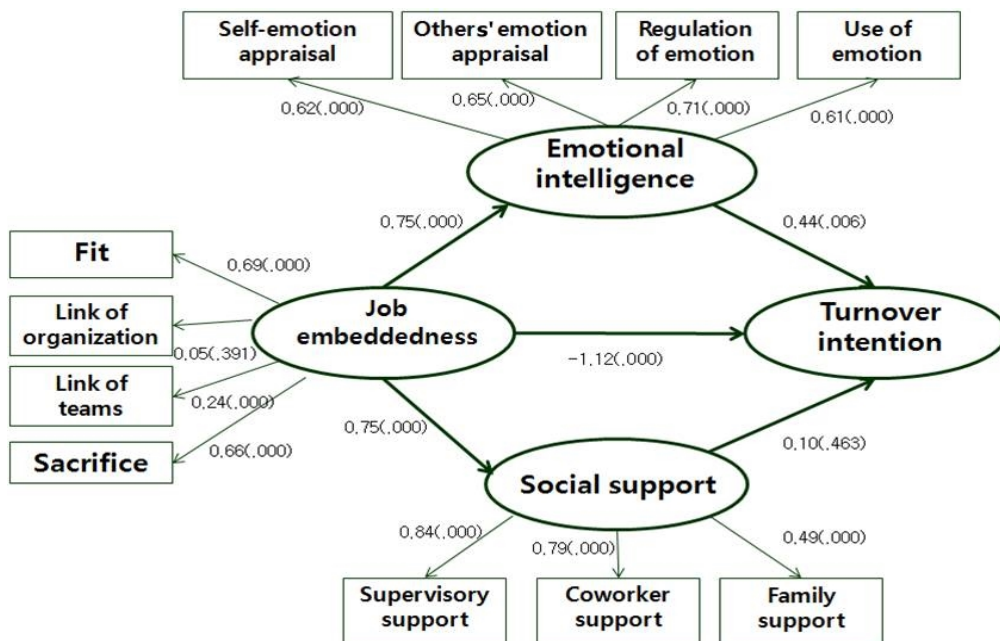 Self-emotion
appraisal
Others' emotion
appraisal
Regulation
of emotion
Use of
emotion
0.62(.000)
0.65(.000)
0.71(.000)
0.61(.000)
Emotional
intelligence
0.75(.000)
0.44(.006)
Fit
0.69(.000)
Link of
organization
0.05(.391)
Job
embeddedness
Turnover
intention
-1.12(.000)
Link of
teams
0.24(.000)
Sacrifice
0.66(.000)
0.75(.000)
0.10(.463)
Social support
0.84(.000)
0.79(.000)
0.49(.000)
Supervisory
support
Coworker
support
Family
support